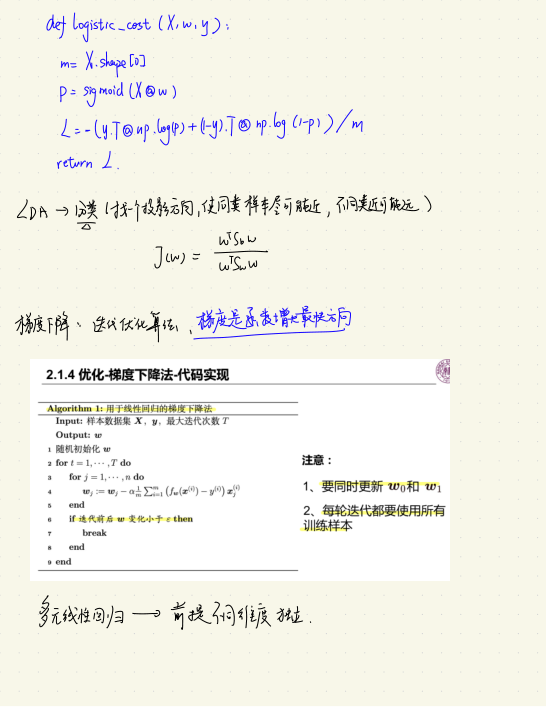 def logistic_cost (X, w, y):
m = X.shape[0]
p = sigmoid (X@w)
L = -(y.T@np.log(p) + (1-y).T@ np.log (1-p)) / m
return L.
LDA → 分类 (找一个投影方向,使同类样本尽可能近, 不同类尽可能远)
J(w) = wᵀSbw / wᵀSww
梯度下降: 迭代优化算法, 梯度是函数增长最快方向
2.1.4 优化-梯度下降法-代码实现
Algorithm 1: 用于线性回归的梯度下降法
Input: 样本数据集 X, y, 最大迭代次数 T
Output: w
1 随机初始化 w
2 for t = 1, ··· , T do
3 for j = 1, ··· , n do
4 wⱼ := wⱼ − α 1/m ∑ᵢ₌₁ᵐ (f_w(x⁽ⁱ⁾) − y⁽ⁱ⁾) xⱼ⁽ⁱ⁾
5 end
6 if 迭代前后 w 变化小于 ε then
7 break
8 end
9 end
注意:
1、要同时更新 w₀和 w₁
2、每轮迭代都要使用所有
训练样本
多元线性回归 → 前提不同维度独立.